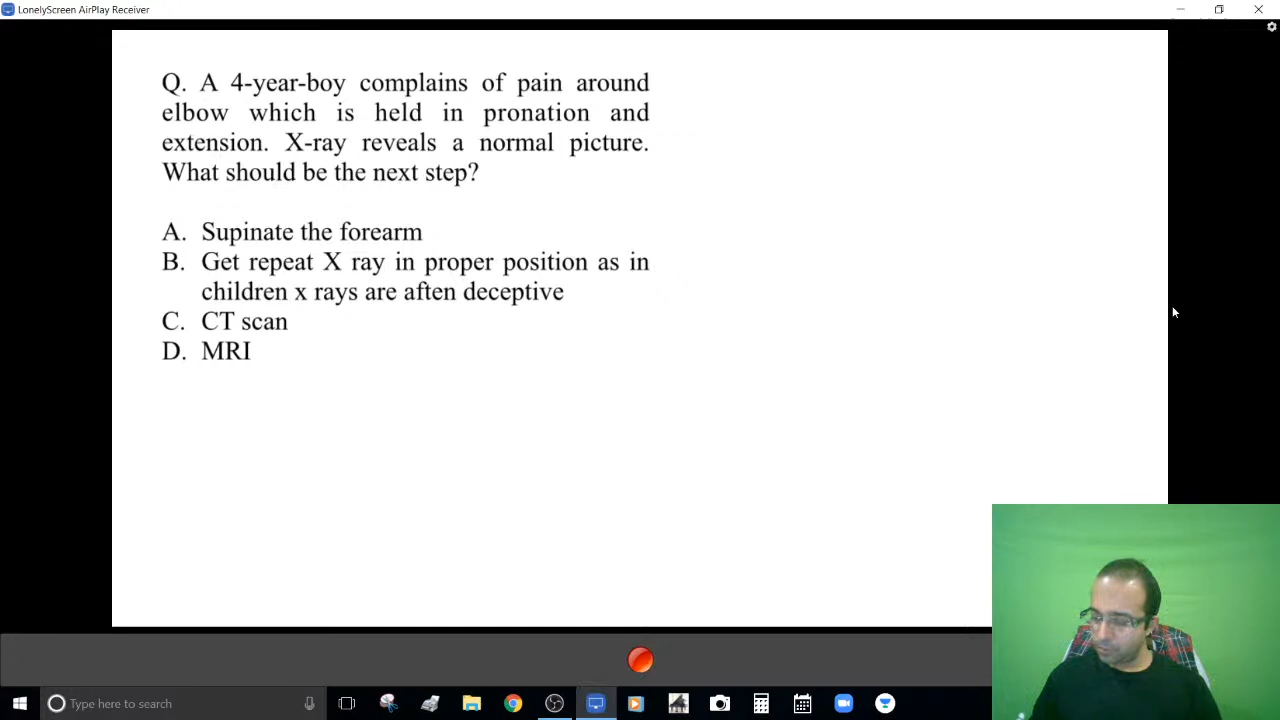 LonelyScreen AirPlay Receiver
Q. A 4-year-boy complains of pain around
elbow which is held in pronation and
extension. X-ray reveals a normal picture.
What should be the next step?
A. Supinate the forearm
B. Get repeat X ray in proper position as in
children x rays are aften deceptive
C. CT scan
D. MRI
Type here to search